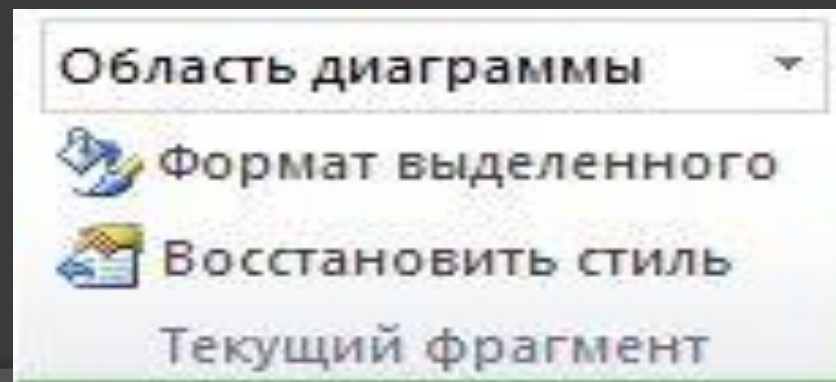 Область диаграммы
Формат выделенного
Восстановить стиль
Текущий фрагмент